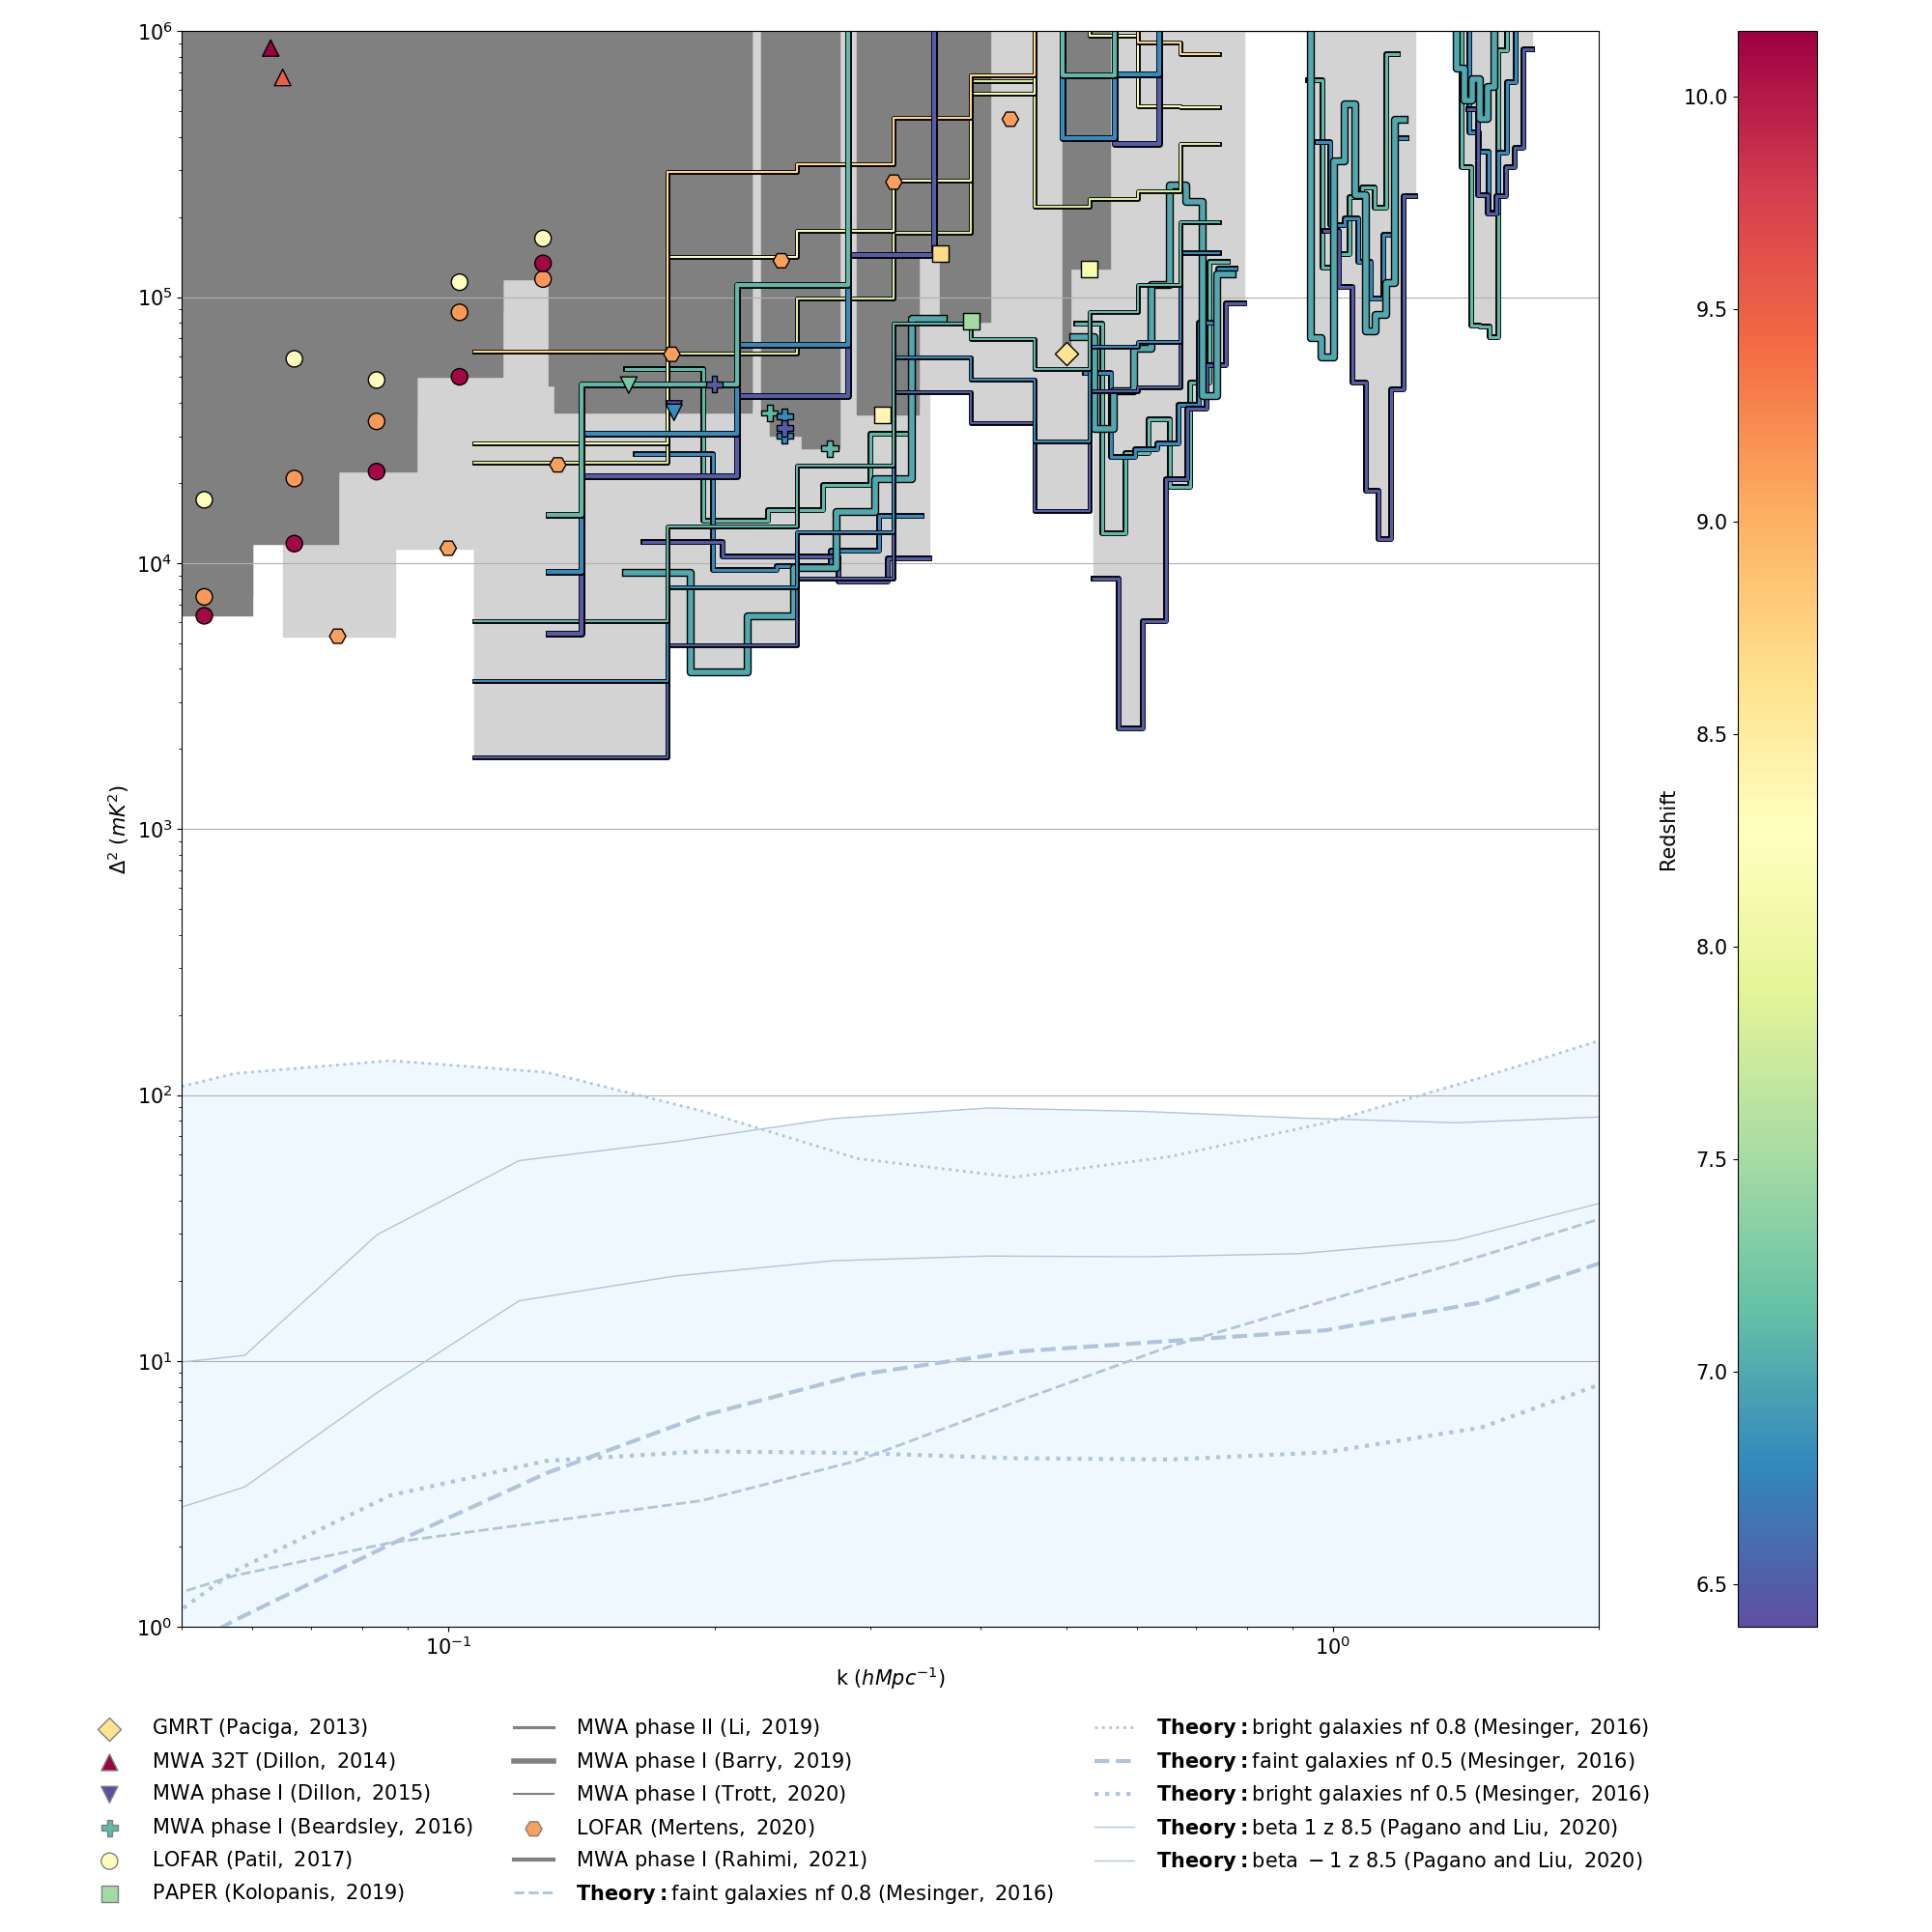 10⁶
10⁵
10⁴
10³
10²
10¹
10⁰
Δ² (mK²)
10⁻¹
10⁰
k (hMpc⁻¹)
10.0
9.5
9.0
8.5
8.0
7.5
7.0
6.5
Redshift
GMRT (Paciga, 2013)
MWA 32T (Dillon, 2014)
MWA phase I (Dillon, 2015)
MWA phase I (Beardsley, 2016)
LOFAR (Patil, 2017)
PAPER (Kolopanis, 2019)
MWA phase II (Li, 2019)
MWA phase I (Barry, 2019)
MWA phase I (Trott, 2020)
LOFAR (Mertens, 2020)
MWA phase I (Rahimi, 2021)
Theory: faint galaxies nf 0.8 (Mesinger, 2016)
Theory: bright galaxies nf 0.8 (Mesinger, 2016)
Theory: faint galaxies nf 0.5 (Mesinger, 2016)
Theory: bright galaxies nf 0.5 (Mesinger, 2016)
Theory: beta 1 z 8.5 (Pagano and Liu, 2020)
Theory: beta − 1 z 8.5 (Pagano and Liu, 2020)